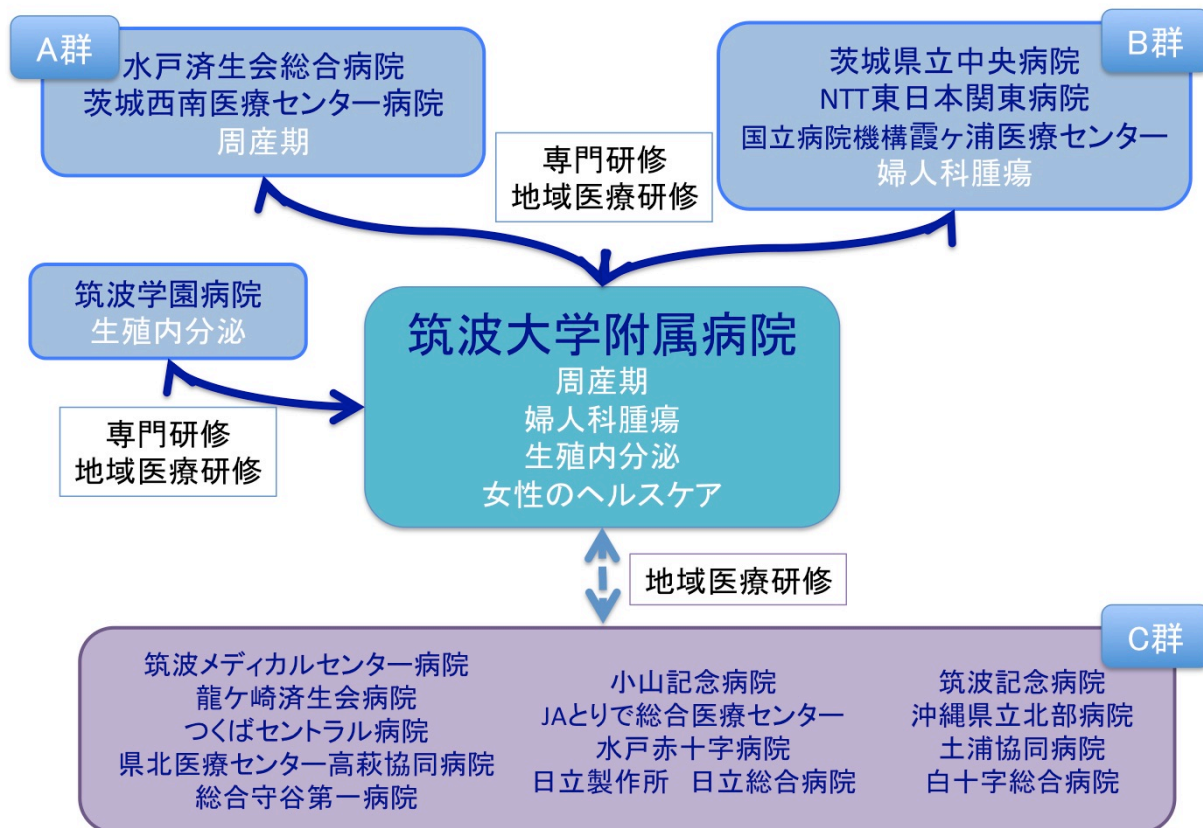 A群
水戸済生会総合病院
茨城西南医療センター病院
周産期
B群
茨城県立中央病院
NTT東日本関東病院
国立病院機構霞ヶ浦医療センター
婦人科腫瘍
専門研修
地域医療研修
筑波学園病院
生殖内分泌
専門研修
地域医療研修
筑波大学附属病院
周産期
婦人科腫瘍
生殖内分泌
女性のヘルスケア
地域医療研修
C群
筑波メディカルセンター病院
龍ケ崎済生会病院
つくばセントラル病院
県北医療センター高萩協同病院
総合守谷第一病院
小山記念病院
JAとりで総合医療センター
水戸赤十字病院
日立製作所　日立総合病院
筑波記念病院
沖縄県立北部病院
土浦協同病院
白十字総合病院